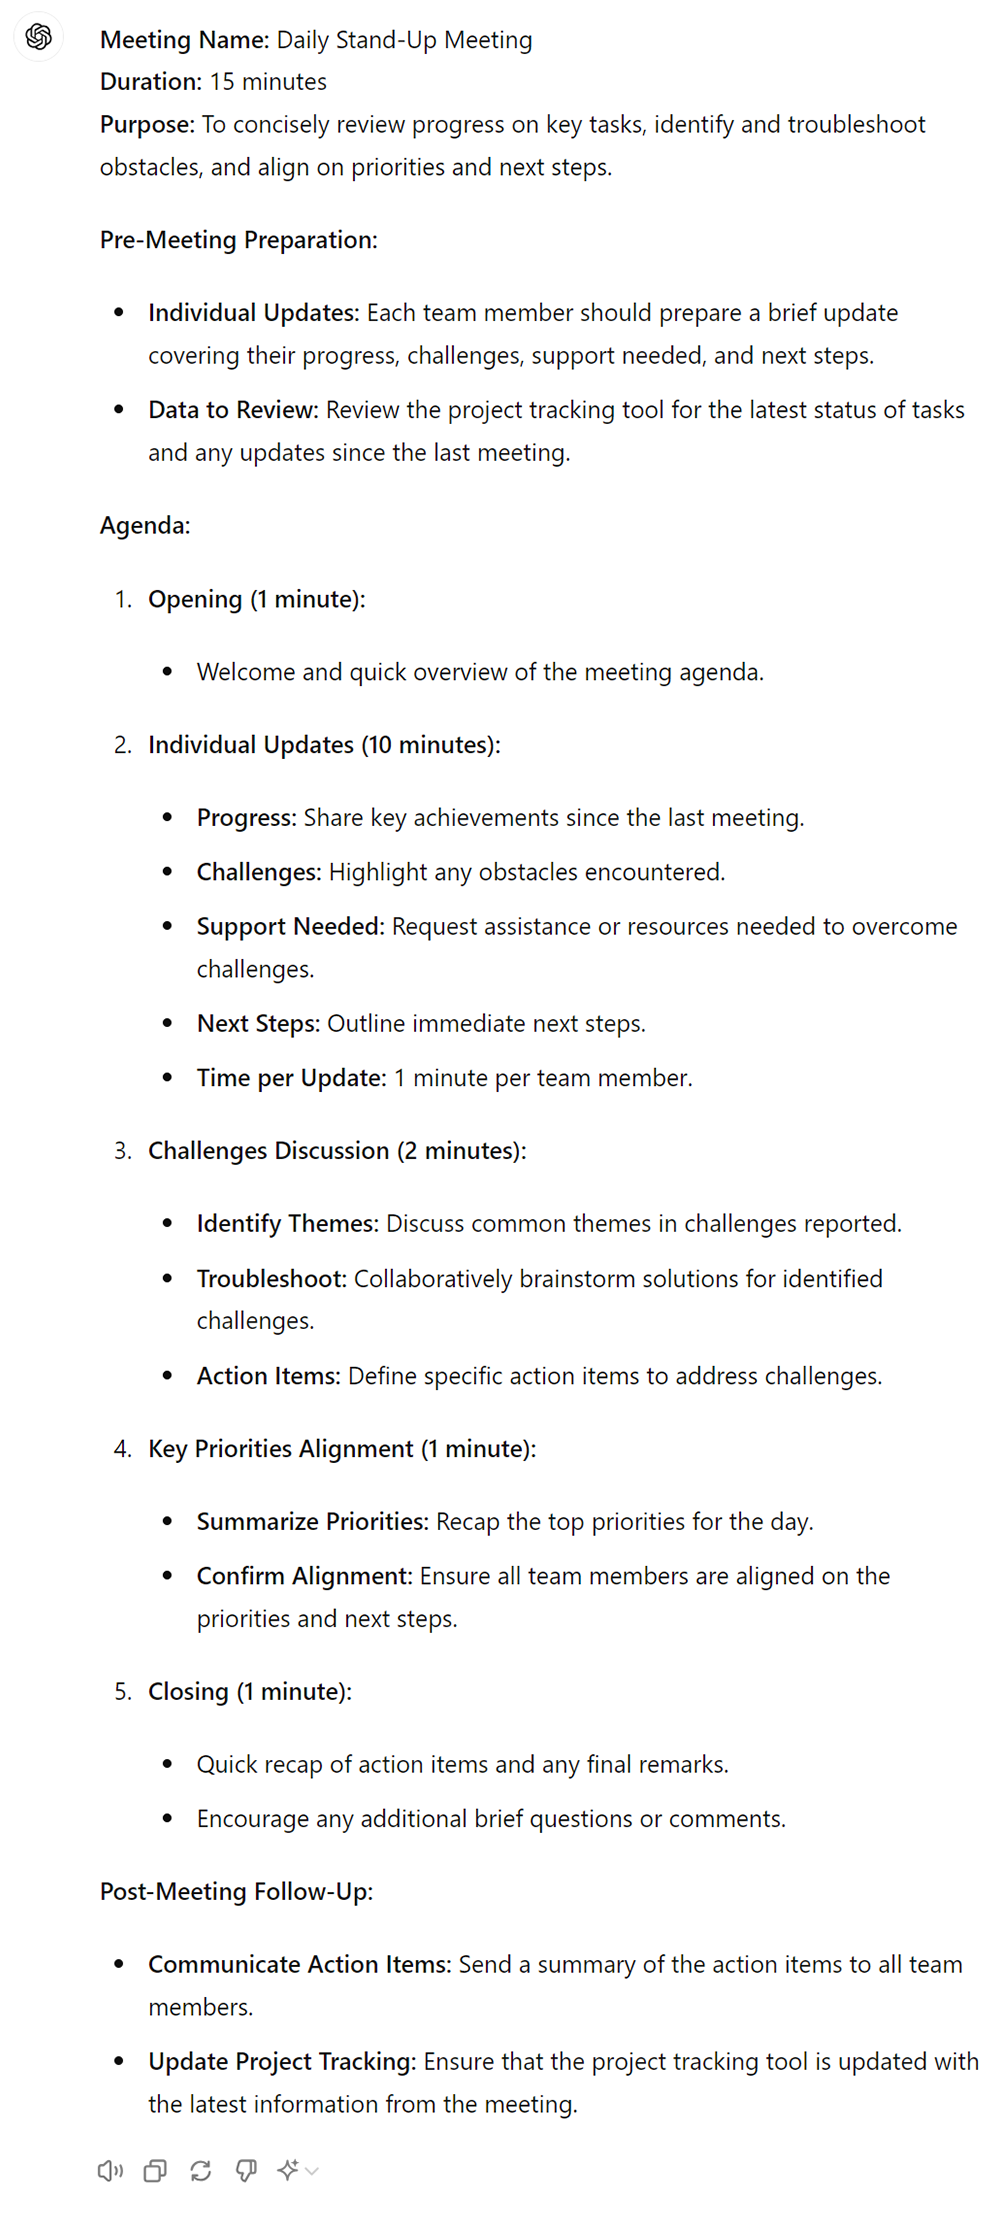 Meeting Name: Daily Stand-Up Meeting
Duration: 15 minutes
Purpose: To concisely review progress on key tasks, identify and troubleshoot
obstacles, and align on priorities and next steps.
Pre-Meeting Preparation:
• Individual Updates: Each team member should prepare a brief update
covering their progress, challenges, support needed, and next steps.
• Data to Review: Review the project tracking tool for the latest status of tasks
and any updates since the last meeting.
Agenda:
1. Opening (1 minute):
• Welcome and quick overview of the meeting agenda.
2. Individual Updates (10 minutes):
• Progress: Share key achievements since the last meeting.
• Challenges: Highlight any obstacles encountered.
• Support Needed: Request assistance or resources needed to overcome
challenges.
• Next Steps: Outline immediate next steps.
• Time per Update: 1 minute per team member.
3. Challenges Discussion (2 minutes):
• Identify Themes: Discuss common themes in challenges reported.
• Troubleshoot: Collaboratively brainstorm solutions for identified
challenges.
• Action Items: Define specific action items to address challenges.
4. Key Priorities Alignment (1 minute):
• Summarize Priorities: Recap the top priorities for the day.
• Confirm Alignment: Ensure all team members are aligned on the
priorities and next steps.
5. Closing (1 minute):
• Quick recap of action items and any final remarks.
• Encourage any additional brief questions or comments.
Post-Meeting Follow-Up:
• Communicate Action Items: Send a summary of the action items to all team
members.
• Update Project Tracking: Ensure that the project tracking tool is updated with
the latest information from the meeting.